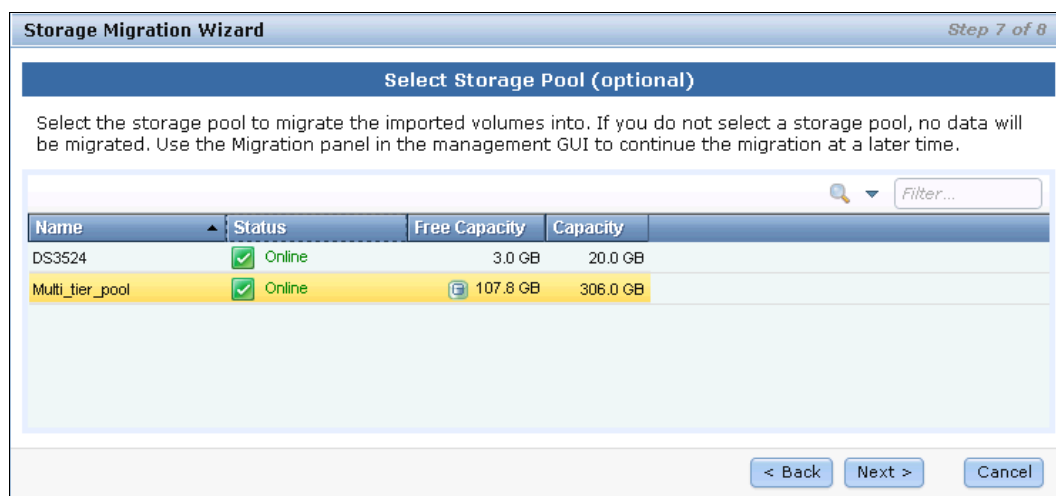 Storage Migration Wizard Step 7 of 8
Select Storage Pool (optional)
Select the storage pool to migrate the imported volumes into. If you do not select a storage pool, no data will
be migrated. Use the Migration panel in the management GUI to continue the migration at a later time.
Filter...
Name Status Free Capacity Capacity
DS3524 Online 3.0 GB 20.0 GB
Multi_tier_pool Online 107.8 GB 306.0 GB
< Back Next > Cancel